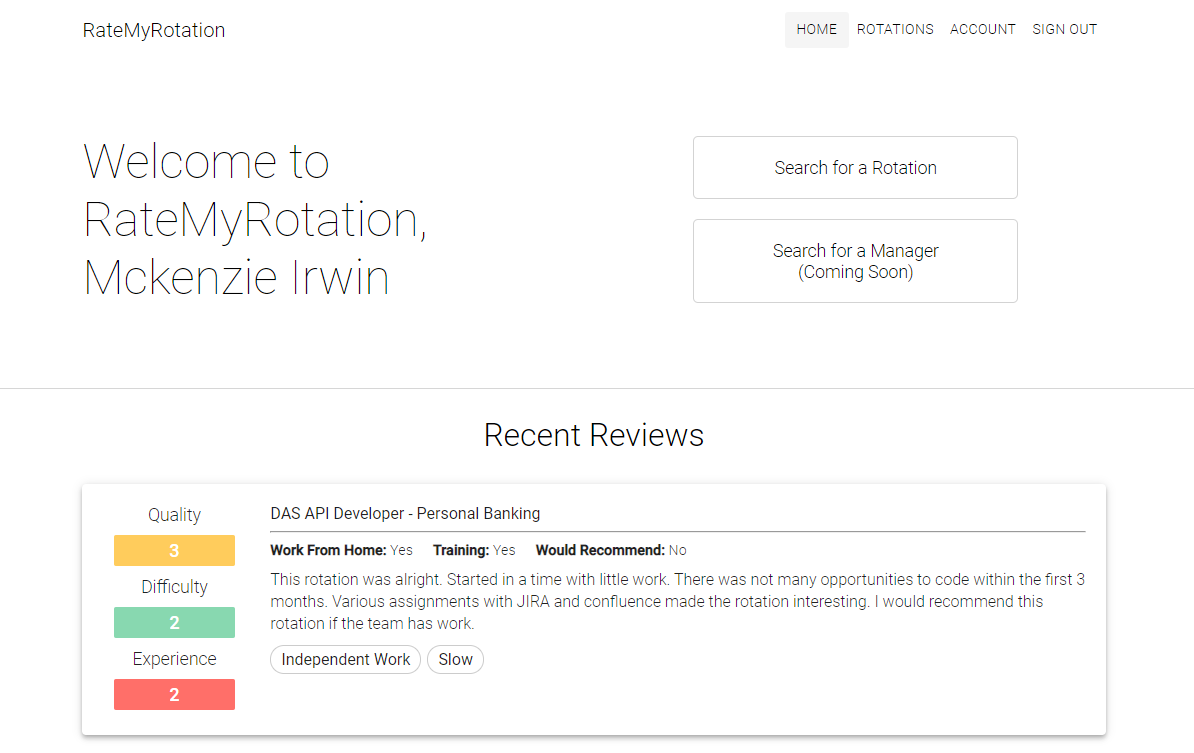 RateMyRotation
HOME ROTATIONS ACCOUNT SIGN OUT
Welcome to
RateMyRotation,
Mckenzie Irwin
Search for a Rotation
Search for a Manager
(Coming Soon)
Recent Reviews
Quality
3
Difficulty
2
Experience
2
DAS API Developer - Personal Banking
Work From Home: Yes Training: Yes Would Recommend: No
This rotation was alright. Started in a time with little work. There was not many opportunities to code within the first 3
months. Various assignments with JIRA and confluence made the rotation interesting. I would recommend this
rotation if the team has work.
Independent Work Slow